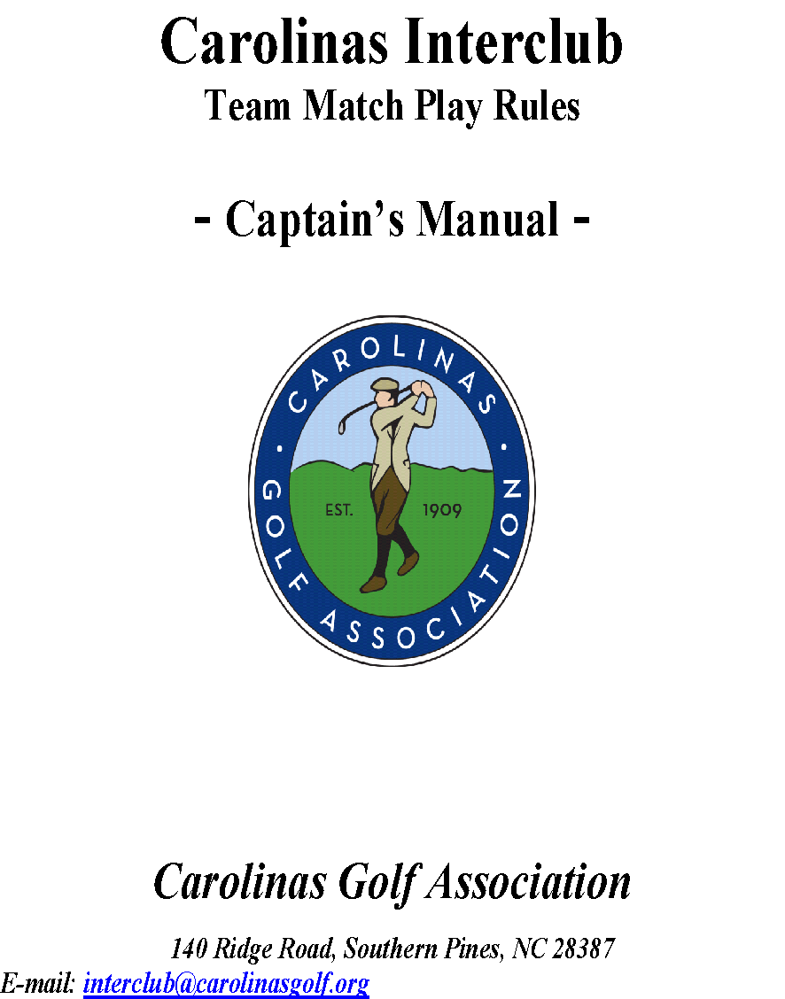 Carolinas Interclub
Team Match Play Rules
- Captain’s Manual -
CAROLINAS
EST. 1909
· GOLF ASSOCIATION ·
Carolinas Golf Association
140 Ridge Road, Southern Pines, NC 28387
E-mail: interclub@carolinasgolf.org